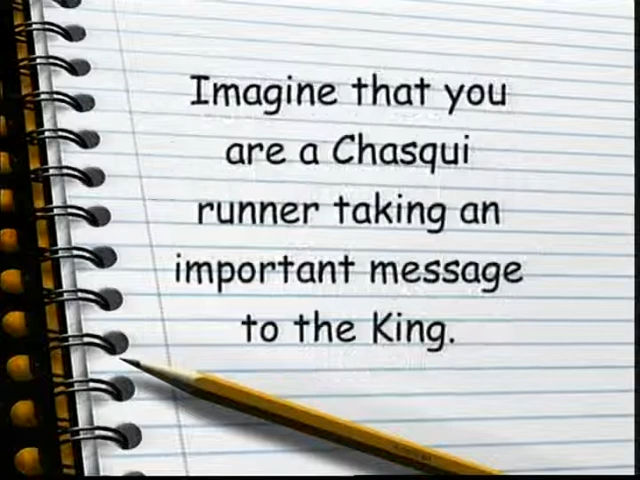 Imagine that you
are a Chasqui
runner taking an
important message
to the King.